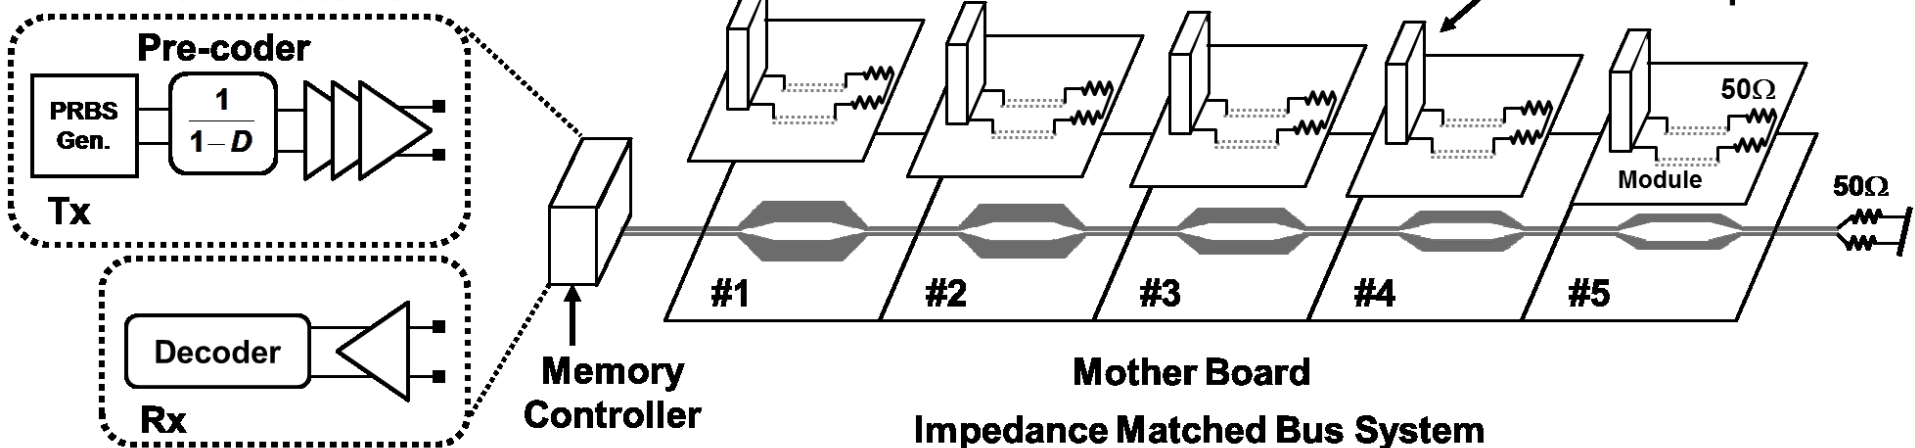 Pre-coder
PRBS
Gen.
1
1–D
Tx
Decoder
Rx
Memory
Controller
50Ω
Module
50Ω
#1
#2
#3
#4
#5
Mother Board
Impedance Matched Bus System